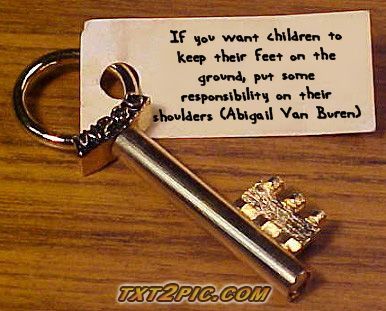 If you want children to
keep their feet on the
ground, put some
responsibility on their
shoulders (Abigail Van Buren)
TXT2PIC.COM